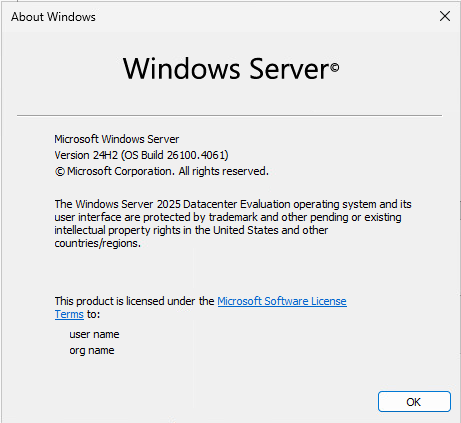 About Windows
Windows Server©
Microsoft Windows Server
Version 24H2 (OS Build 26100.4061)
© Microsoft Corporation. All rights reserved.
The Windows Server 2025 Datacenter Evaluation operating system and its
user interface are protected by trademark and other pending or existing
intellectual property rights in the United States and other
countries/regions.
This product is licensed under the Microsoft Software License
Terms to:
user name
org name
OK